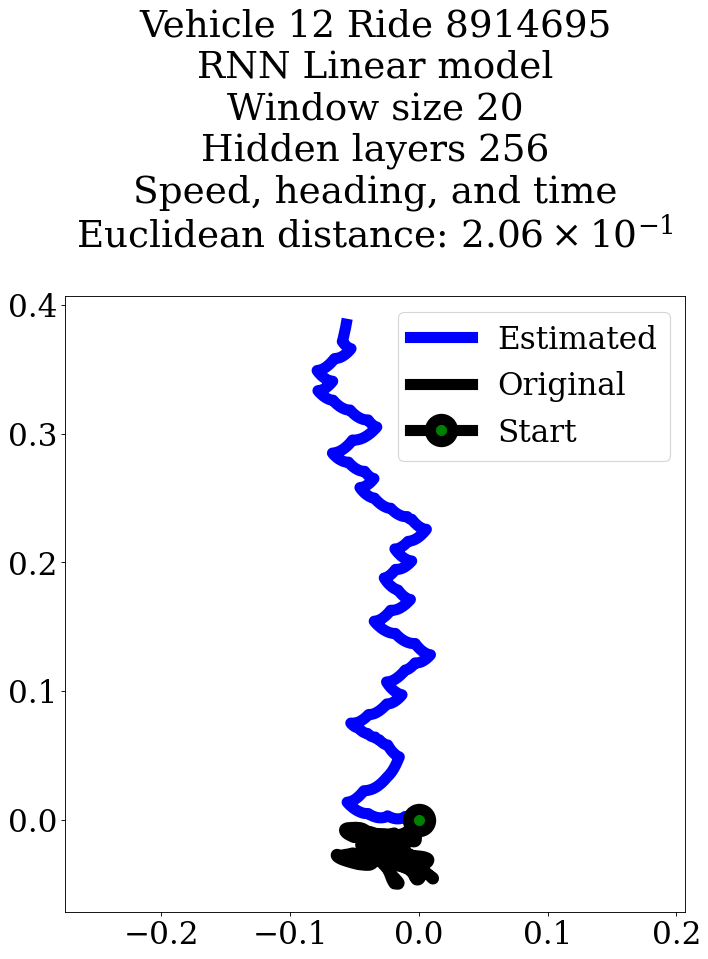 Vehicle 12 Ride 8914695
RNN Linear model
Window size 20
Hidden layers 256
Speed, heading, and time
Euclidean distance: 2.06 × 10⁻¹
0.4
0.3
0.2
0.1
0.0
Estimated
Original
Start
−0.2
−0.1
0.0
0.1
0.2